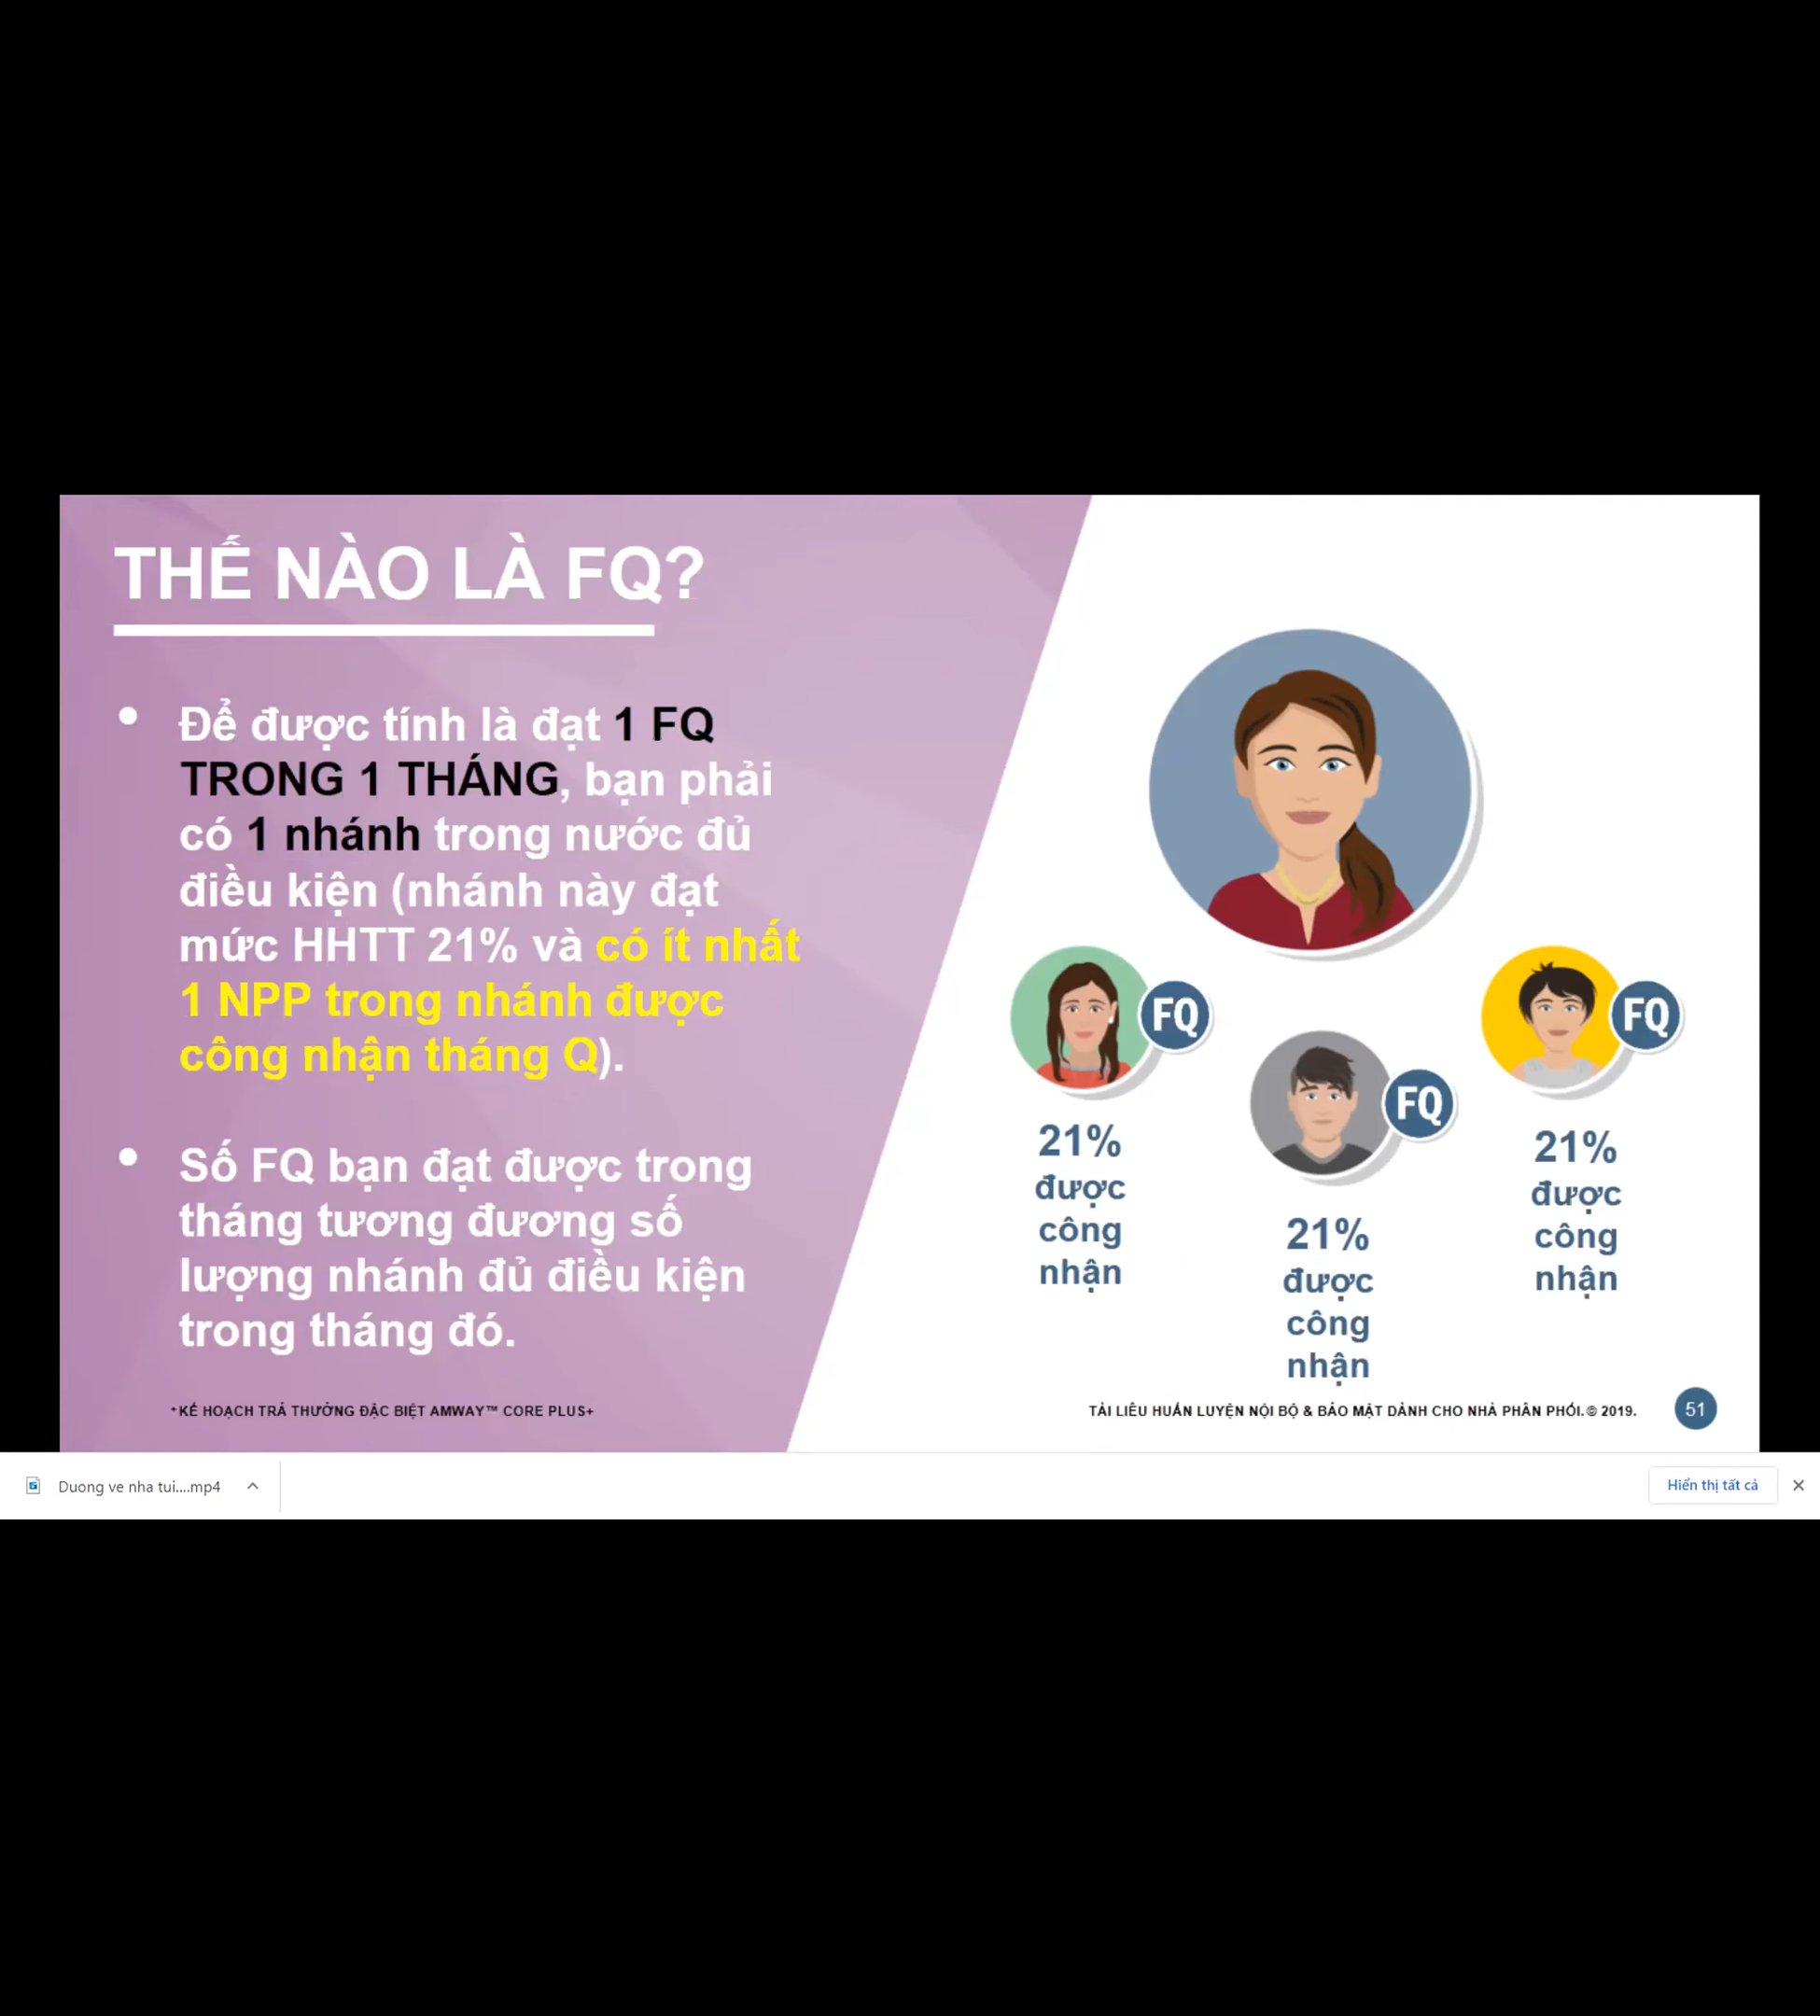 THẾ NÀO LÀ FQ?
• Để được tính là đạt 1 FQ
TRONG 1 THÁNG, bạn phải
có 1 nhánh trong nước đủ
điều kiện (nhánh này đạt
mức HHTT 21% và có ít nhất
1 NPP trong nhánh được
công nhận tháng Q).
• Số FQ bạn đạt được trong
tháng tương đương số
lượng nhánh đủ điều kiện
trong tháng đó.
FQ
21%
được
công
nhận
FQ
21%
được
công
nhận
FQ
21%
được
công
nhận
*KẾ HOẠCH TRẢ THƯỞNG ĐẶC BIỆT AMWAY™ CORE PLUS+
TÀI LIÊU HUẤN LUYỆN NỘI BỘ & BẢO MẬT DÀNH CHO NHÀ PHÂN PHỐI.© 2019.
51
Duong ve nha tui....mp4
Hiển thị tất cả